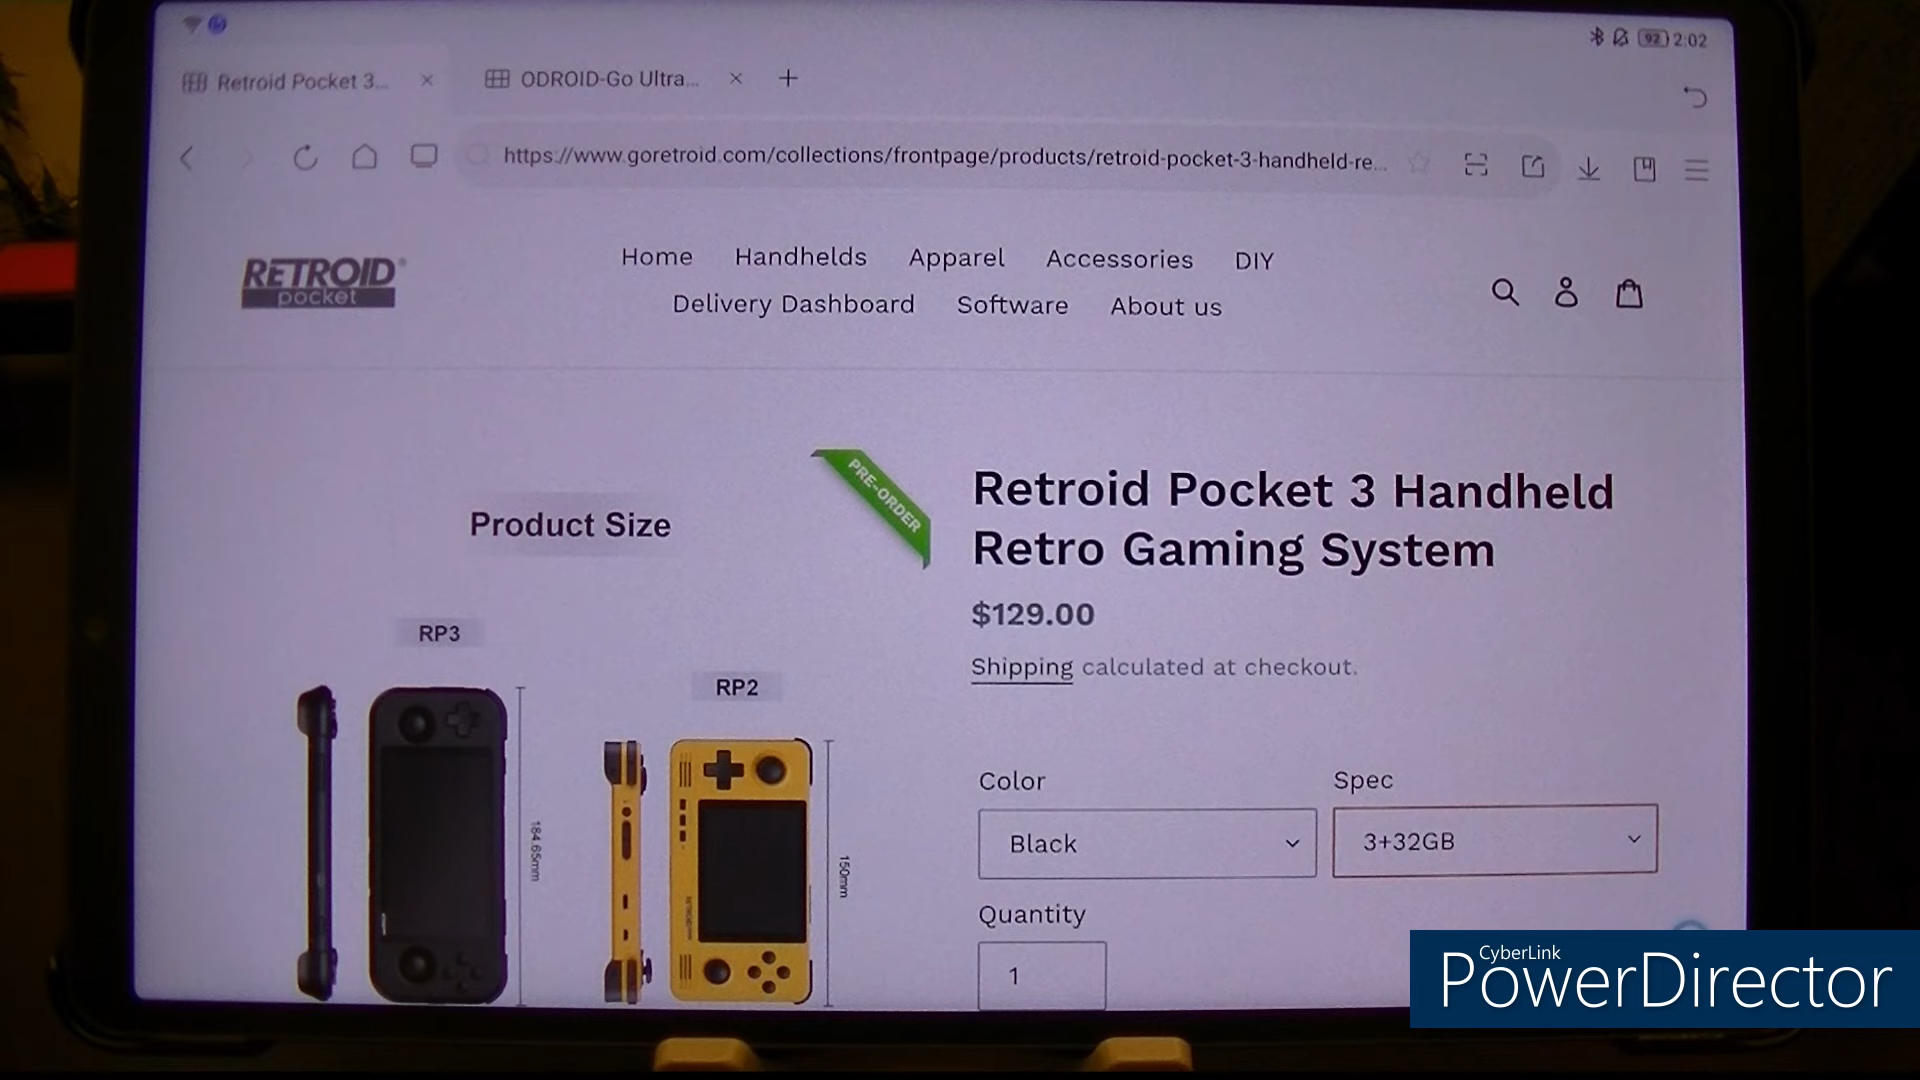 92 2:02
Retroid Pocket 3...
ODROID-Go Ultra...
https://www.goretroid.com/collections/frontpage/products/retroid-pocket-3-handheld-re...
RETROID®
pocket
Home Handhelds Apparel Accessories DIY
Delivery Dashboard Software About us
PRE-ORDER
Product Size
RP3
184.65mm
RP2
150mm
Retroid Pocket 3 Handheld
Retro Gaming System
$129.00
Shipping calculated at checkout.
Color
Black
Spec
3+32GB
Quantity
1
CyberLink
PowerDirector